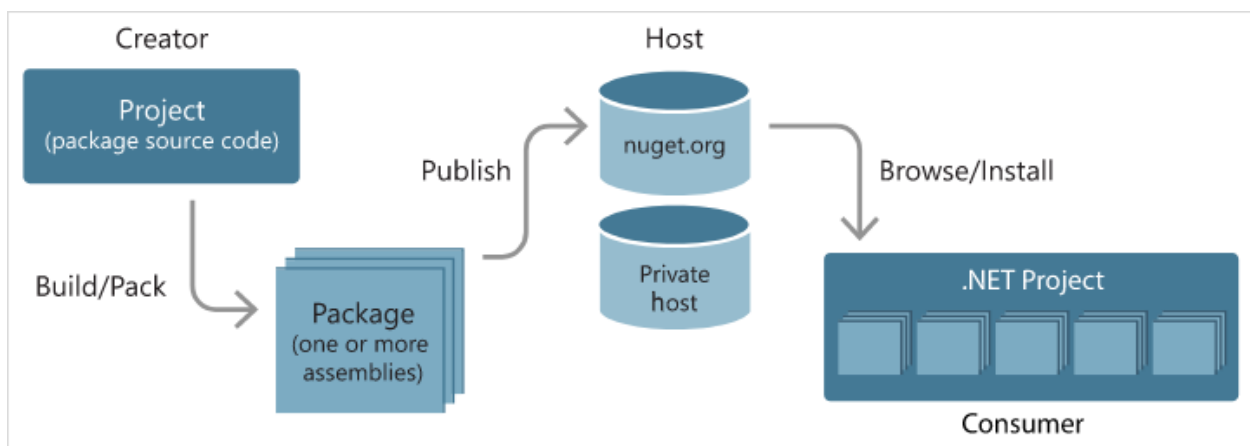 Creator
Project
(package source code)
Build/Pack
Package
(one or more
assemblies)
Publish
Host
nuget.org
Private
host
Browse/Install
.NET Project
Consumer